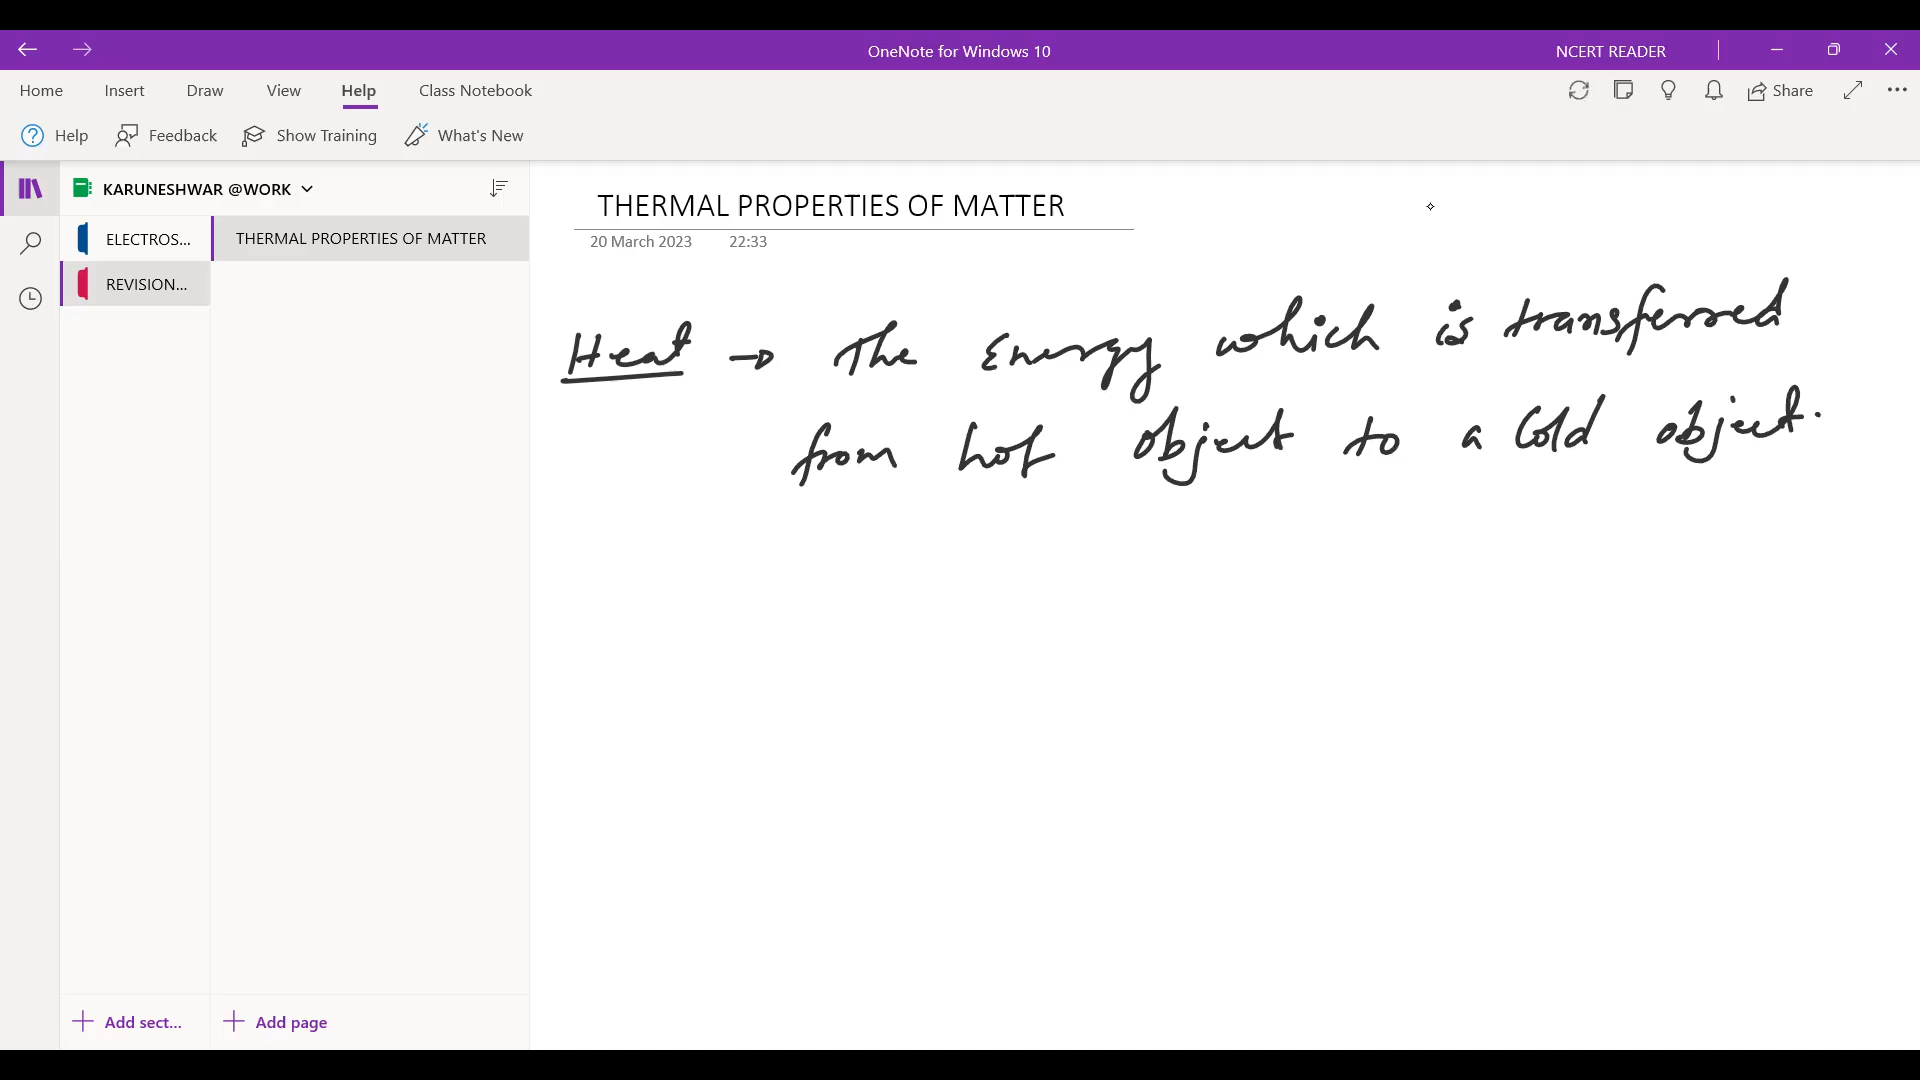 OneNote for Windows 10
NCERT READER
Home Insert Draw View Help Class Notebook
Share
Help Feedback Show Training What's New
KARUNESHWAR @WORK
ELECTROS...
REVISION...
THERMAL PROPERTIES OF MATTER
THERMAL PROPERTIES OF MATTER
20 March 2023 22:33
Heat → The Energy which is transferred
from hot object to a Cold object.
Add sect...
Add page